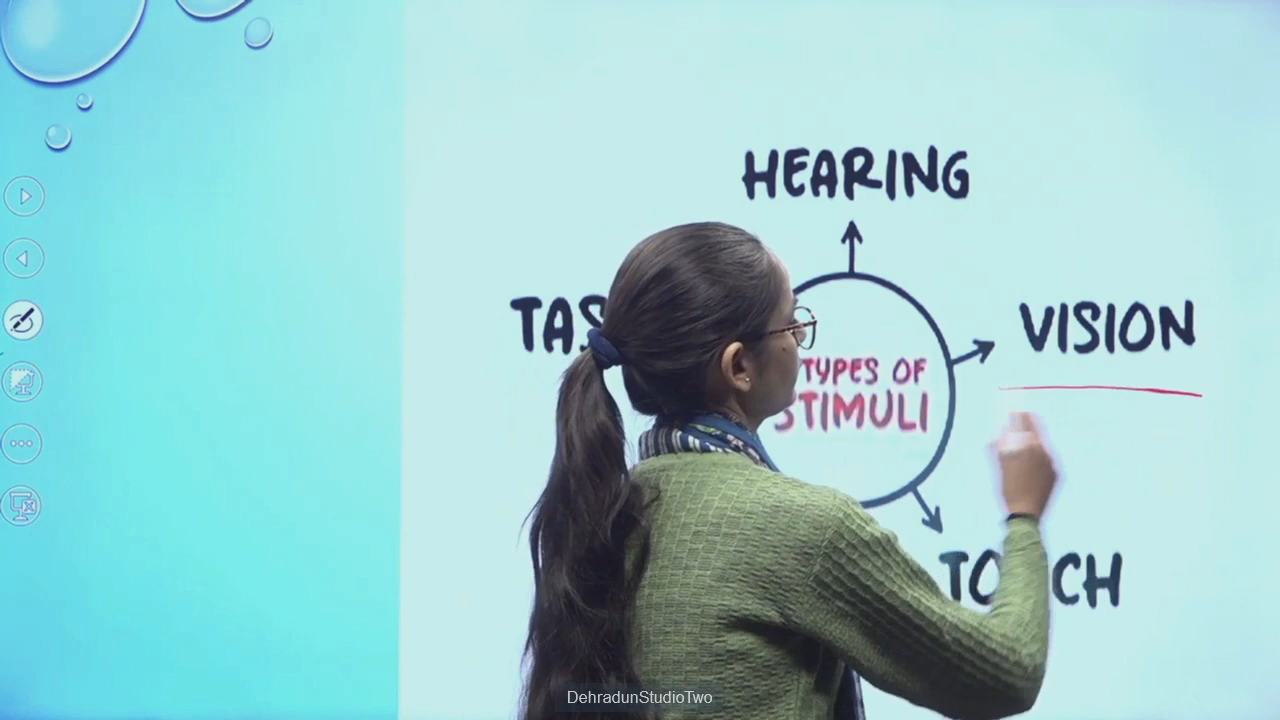 HEARING
VISION
TYPES OF
STIMULI
DehradunStudioTwo